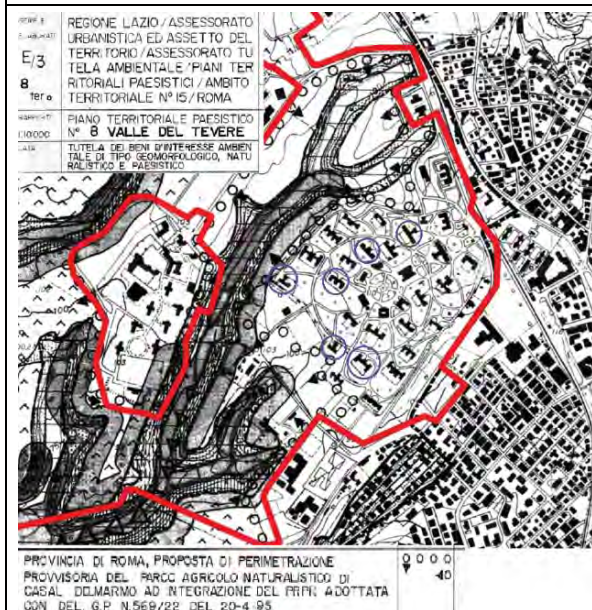 SERIE B
REGIONE LAZIO / ASSESSORATO
URBANISTICA ED ASSETTO DEL
TERRITORIO / ASSESSORATO TU
TELA AMBIENTALE / PIANI TER
RITORIALI PAESISTICI / AMBITO
TERRITORIALE N° 15 / ROMA
E/3
8
ter
PIANO TERRITORIALE PAESISTICO
N° 8 VALLE DEL TEVERE
TUTELA DEI BENI D'INTERESSE AMBIEN
TALE DI TIPO GEOMORFOLOGICO, NATU
RALISTICO E PAESISTICO
PROVINCIA DI ROMA, PROPOSTA DI PERIMETRAZIONE
PROVVISORIA DEL PARCO AGRICOLO NATURALISTICO DI
CASAL DELMARMO AD INTEGRAZIONE DEL PRPR ADOTTATA
CON DEL. G.P. N.569/22 DEL 20-4-95